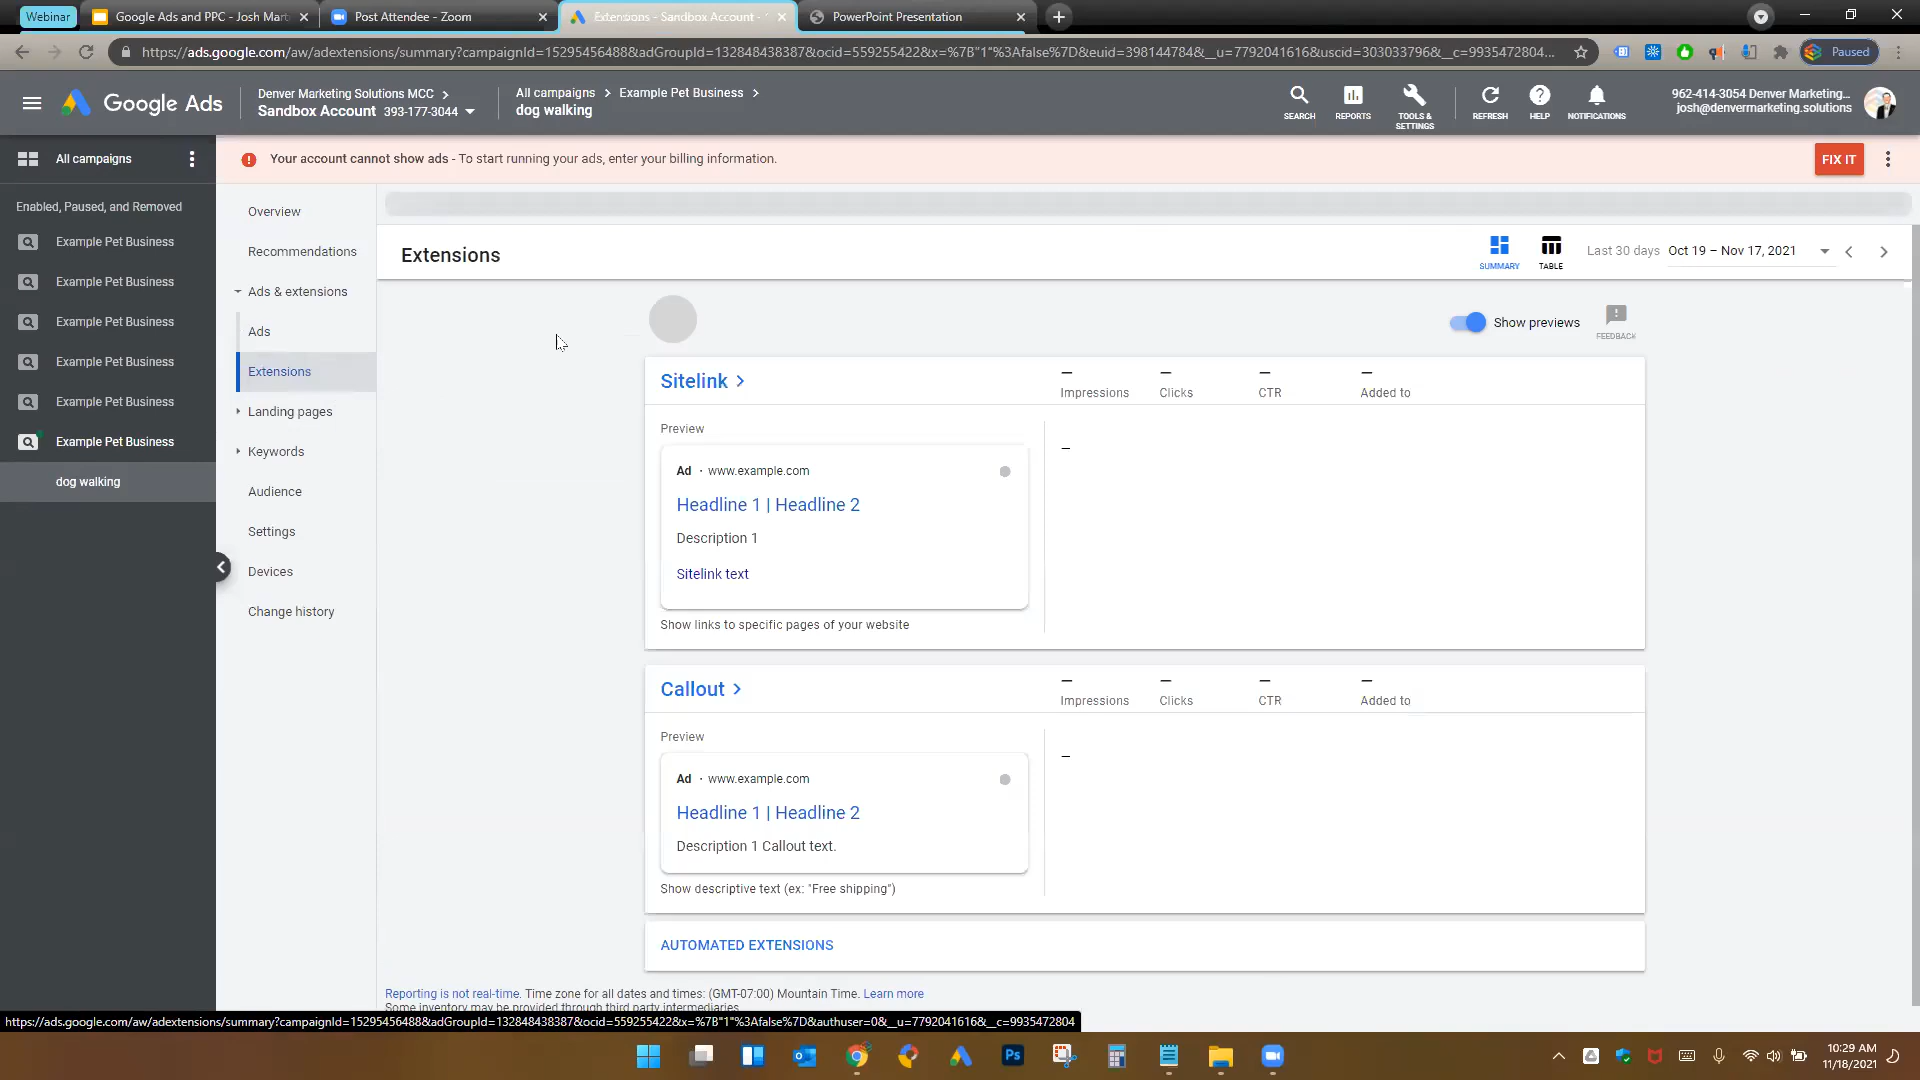 Webinar
Google Ads and PPC - Josh Mart
Post Attendee - Zoom
Extensions - Sandbox Account -
PowerPoint Presentation
https://ads.google.com/aw/adextensions/summary?campaignId=15295456488&adGroupId=132848438387&ocid=559255422&x=%7B"1"%3Afalse%7D&euid=398144784&__u=7792041616&uscid=303033796&__c=9935472804...
Paused
Google Ads
Denver Marketing Solutions MCC
Sandbox Account 393-177-3044
All campaigns > Example Pet Business >
dog walking
SEARCH
REPORTS
TOOLS & SETTINGS
REFRESH
HELP
NOTIFICATIONS
962-414-3054 Denver Marketing...
josh@denvermarketing.solutions
All campaigns
Your account cannot show ads - To start running your ads, enter your billing information.
FIX IT
Enabled, Paused, and Removed
Example Pet Business
Example Pet Business
Example Pet Business
Example Pet Business
Example Pet Business
Example Pet Business
dog walking
Overview
Recommendations
Ads & extensions
Ads
Extensions
Landing pages
Keywords
Audience
Settings
Devices
Change history
Extensions
SUMMARY
TABLE
Last 30 days Oct 19 – Nov 17, 2021
Show previews
FEEDBACK
Sitelink
– – – –
Impressions Clicks CTR Added to
Preview
Ad · www.example.com
Headline 1 | Headline 2
Description 1
Sitelink text
–
Show links to specific pages of your website
Callout
– – – –
Impressions Clicks CTR Added to
Preview
Ad · www.example.com
Headline 1 | Headline 2
Description 1 Callout text.
–
Show descriptive text (ex: "Free shipping")
AUTOMATED EXTENSIONS
Reporting is not real-time. Time zone for all dates and times: (GMT-07:00) Mountain Time. Learn more
Some inventory may be provided through third party intermediaries.
https://ads.google.com/aw/adextensions/summary?campaignId=15295456488&adGroupId=132848438387&ocid=559255422&x=%7B"1"%3Afalse%7D&authuser=0&__u=7792041616&__c=9935472804
Ps
10:29 AM
11/18/2021